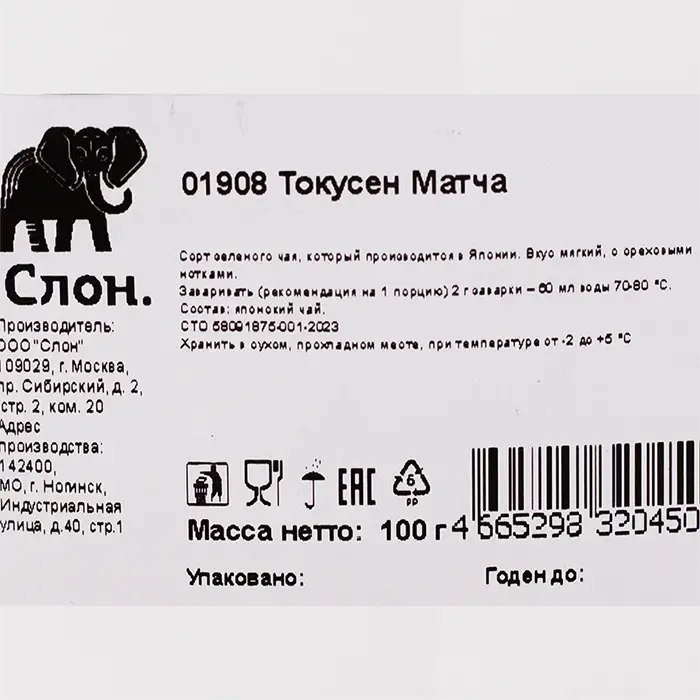 01908 Токусен Матча
Сорт зеленого чая, который производится в Японии. Вкус мягкий, с ореховыми
нотками.
Заваривать (рекомендация на 1 порцию) 2 г заварки – 60 мл воды 70-80 °С.
Состав: японский чай.
СТО 58091875-001-2023
Хранить в сухом, прохладном месте, при температуре от -2 до +5 °С
Слон.
Производитель:
ООО "Слон"
109029, г. Москва,
пр. Сибирский, д. 2,
стр. 2, ком. 20
Адрес
производства:
142400,
МО, г. Ногинск,
Индустриальная
улица, д.40, стр.1
EAC
6
PP
Масса нетто: 100 г
4 665298 320450
Упаковано:
Годен до: